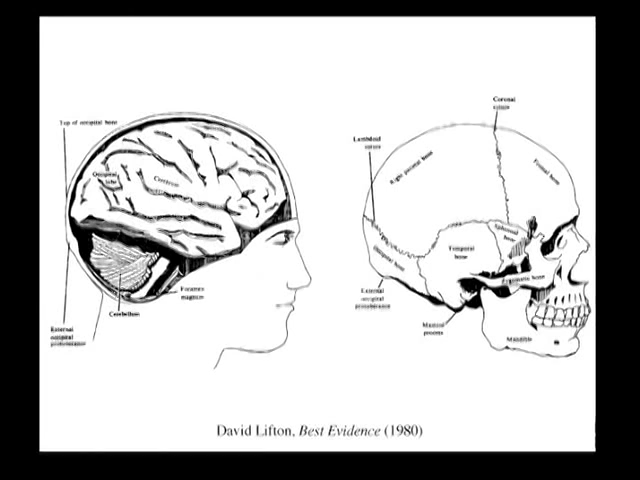 Top of occipital bone
Occipital
lobe
Cerebrum
Foramen
magnum
Cerebellum
External
occipital
protuberance
Coronal
suture
Lambdoid
suture
Right parietal bone
Frontal bone
Sphenoid
bone
Temporal
bone
Occipital bone
Zygomatic bone
External
occipital
protuberance
Mastoid
process
Mandible
David Lifton, Best Evidence (1980)